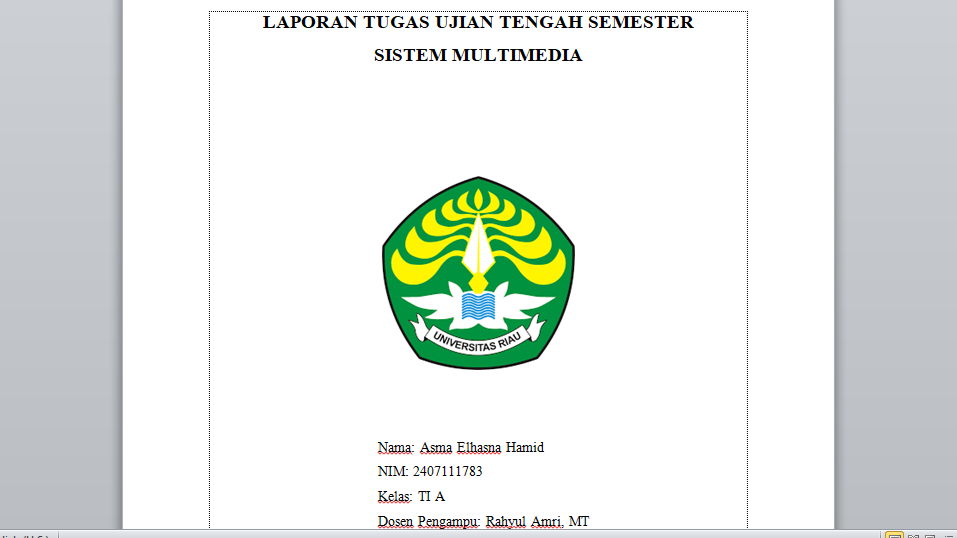 LAPORAN TUGAS UJIAN TENGAH SEMESTER
SISTEM MULTIMEDIA
UNIVERSITAS RIAU
Nama: Asma Elhasna Hamid
NIM: 2407111783
Kelas: TI A
Dosen Pengampu: Rahyul Amri, MT